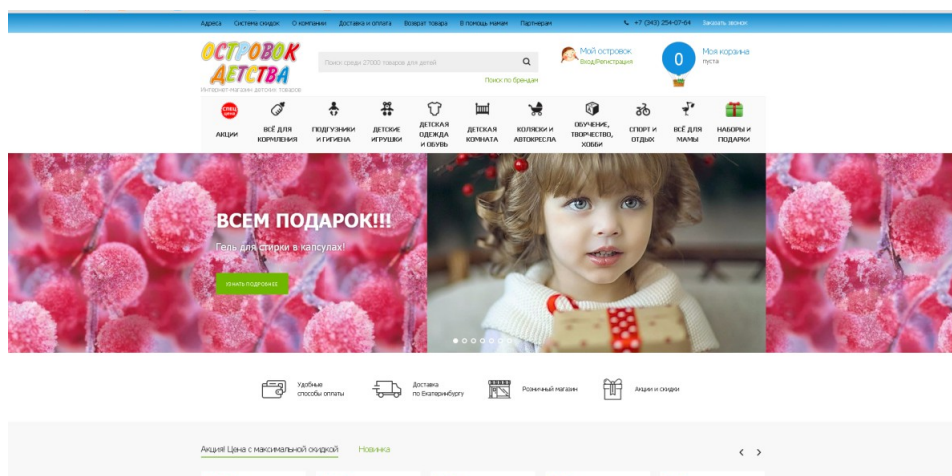 Адреса Система скидок О компании Доставка и оплата Возврат товара В помощь мамам Партнерам +7 (343) 254-07-64 Заказать звонок
ОСТРОВОК
ДЕТСТВА
Интернет-магазин детских товаров
Поиск среди 27000 товаров для детей
Поиск по брендам
Мой островок
Вход/Регистрация
0
Моя корзина
пуста
СПЕЦ
ЦЕНА
АКЦИИ
ВСЁ ДЛЯ
КОРМЛЕНИЯ
ПОДГУЗНИКИ
И ГИГИЕНА
ДЕТСКИЕ
ИГРУШКИ
ДЕТСКАЯ
ОДЕЖДА
И ОБУВЬ
ДЕТСКАЯ
КОМНАТА
КОЛЯСКИ И
АВТОКРЕСЛА
ОБУЧЕНИЕ,
ТВОРЧЕСТВО,
ХОББИ
СПОРТ И
ОТДЫХ
ВСЁ ДЛЯ
МАМЫ
НАБОРЫ И
ПОДАРКИ
ВСЕМ ПОДАРОК!!!
Гель для стирки в капсулах!
УЗНАТЬ ПОДРОБНЕЕ
Удобные
способы оплаты
Доставка
по Екатеринбургу
Розничный магазин
Акции и скидки
Акция! Цена с максимальной скидкой Новинка